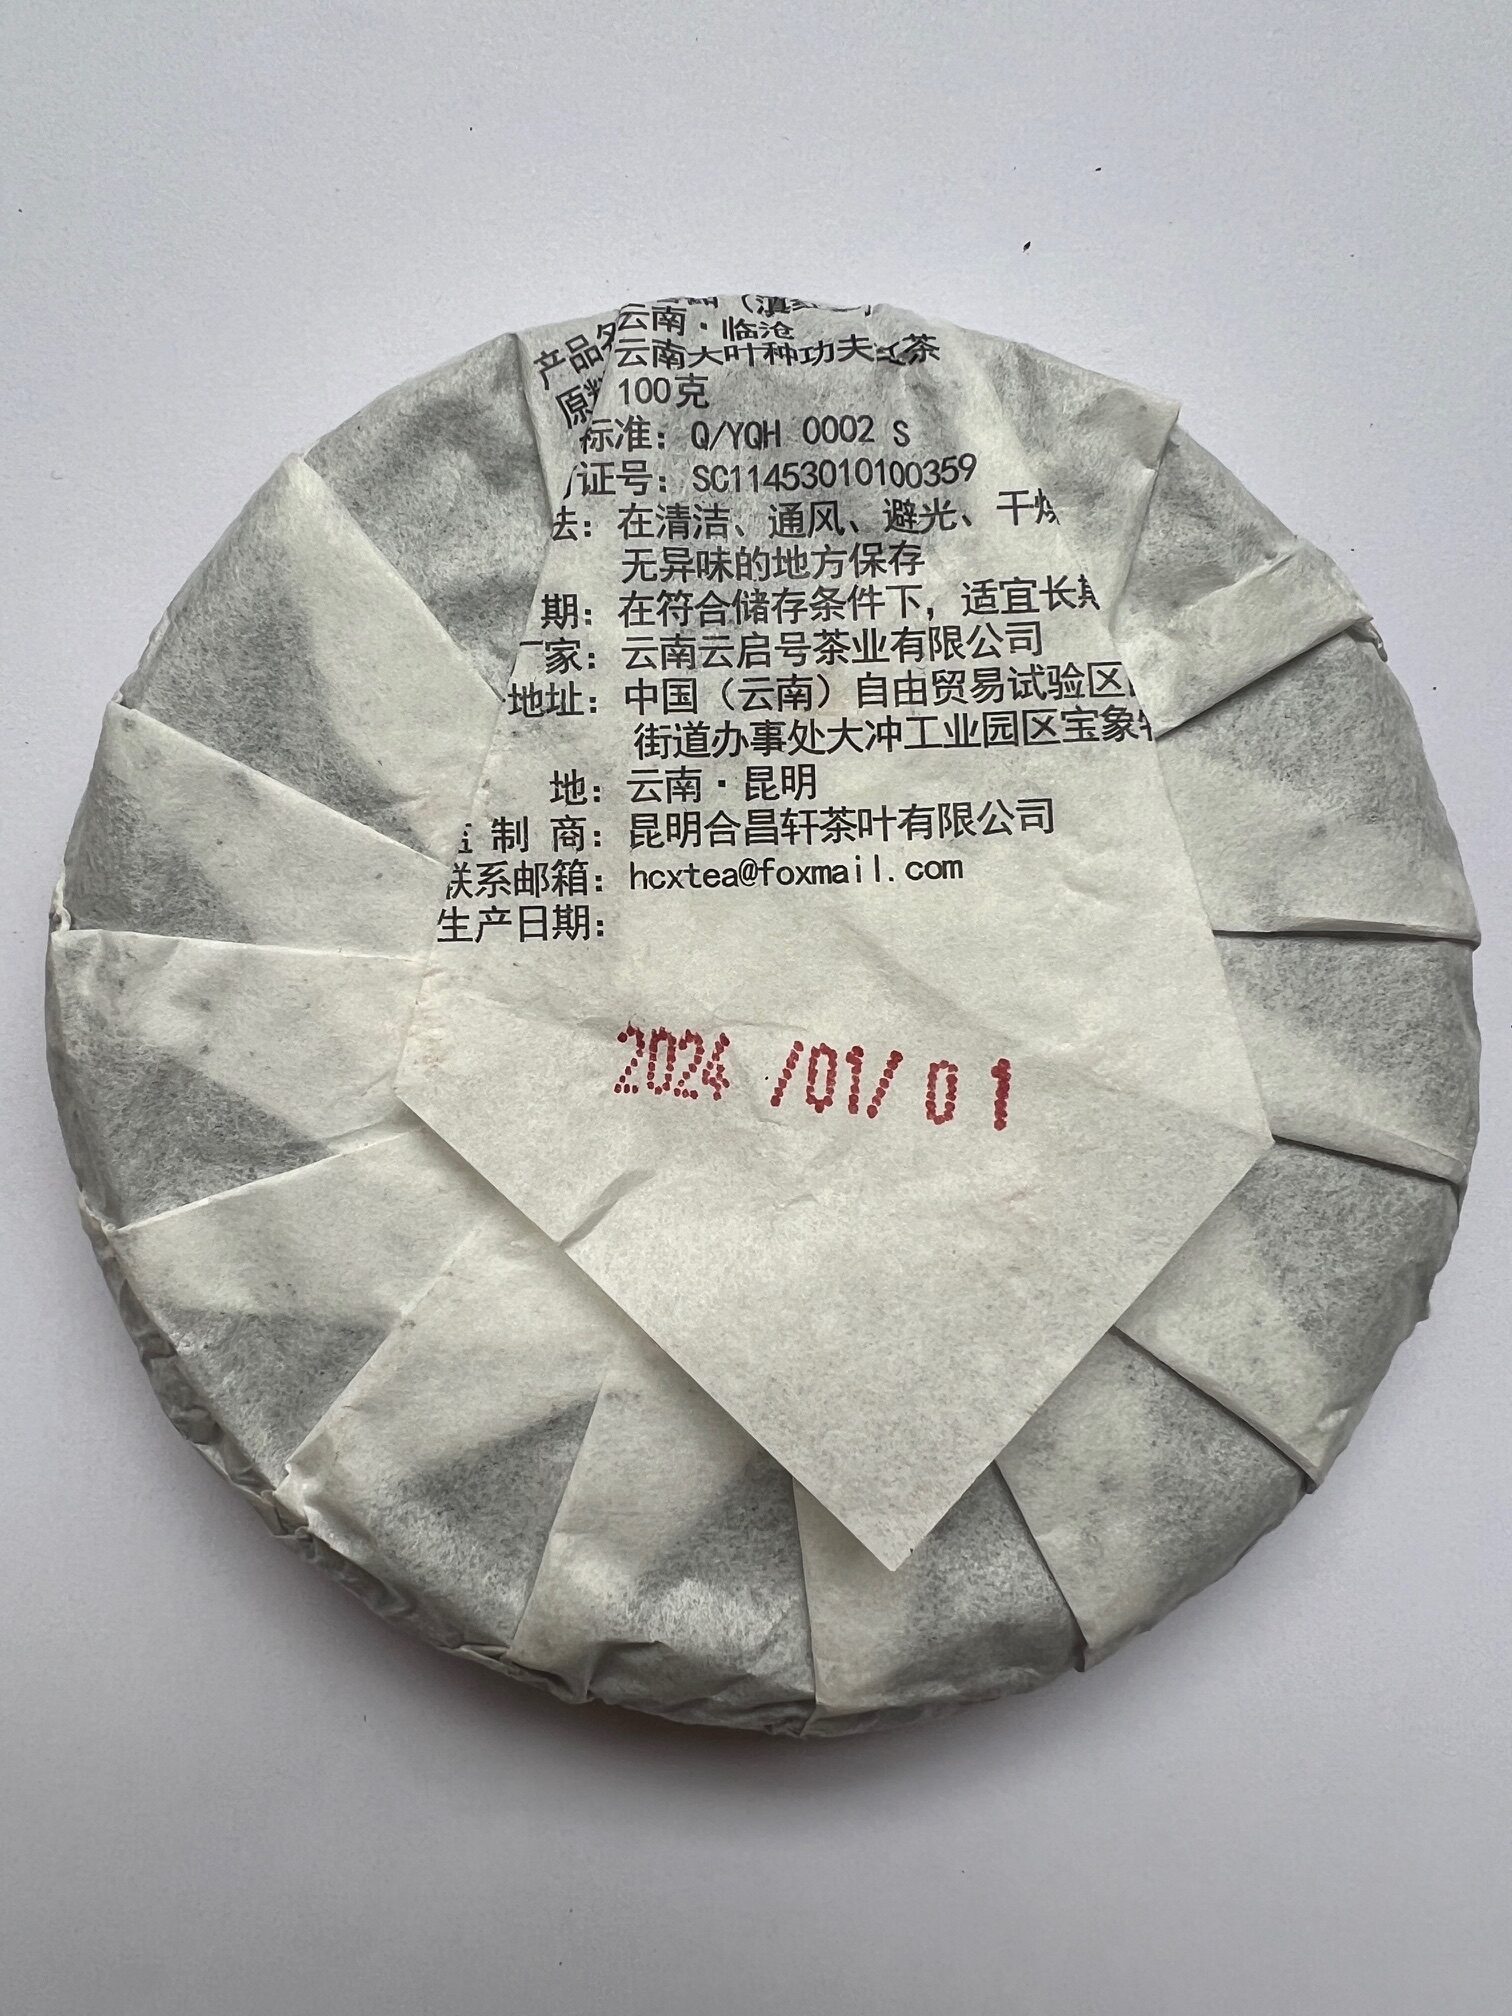 产品名
云南·临沧
云南大叶种功夫红茶
100克
标准：Q/YQH 0002 S
证号：SC11453010100359
法：在清洁、通风、避光、干燥
无异味的地方保存
期：在符合储存条件下，适宜长期
家：云南云启号茶业有限公司
地址：中国（云南）自由贸易试验区
街道办事处大冲工业园区宝象
地：云南·昆明
监制商：昆明合昌轩茶叶有限公司
联系邮箱：hcxtea@foxmail.com
生产日期：
2024/01/01